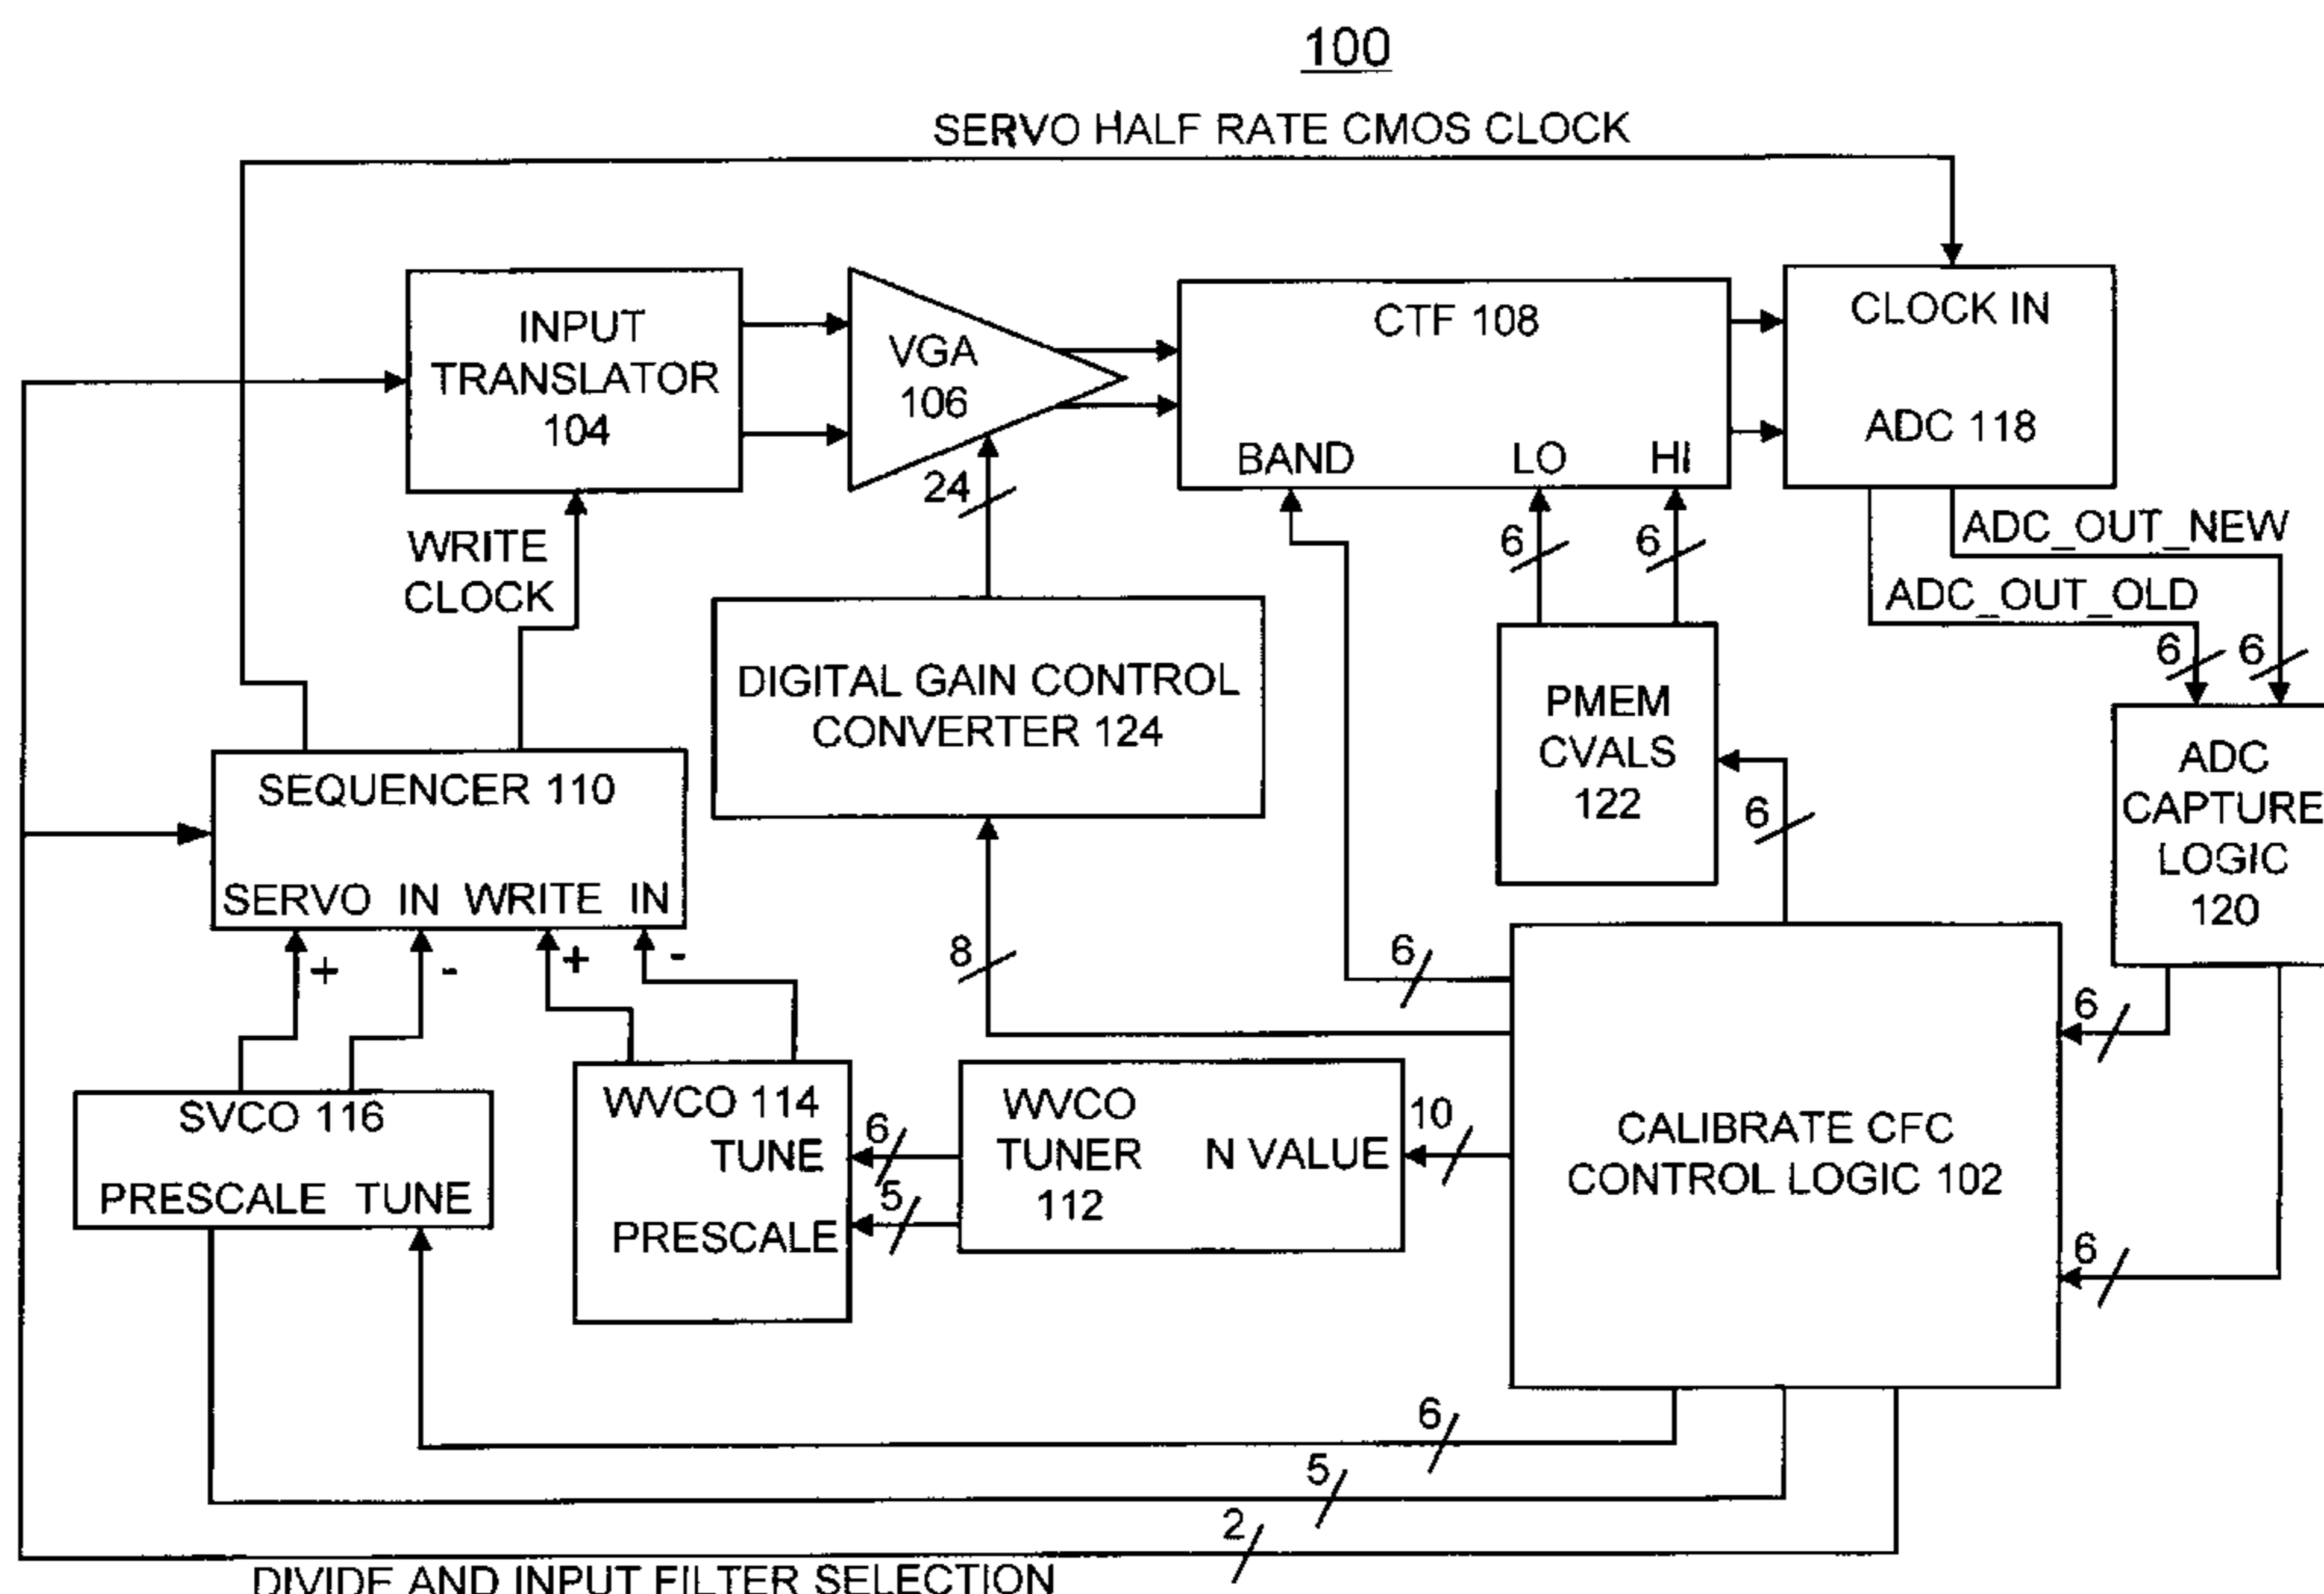 100
SERVO HALF RATE CMOS CLOCK
INPUT
TRANSLATOR
104
VGA
106
CTF 108
BAND
LO
HI
CLOCK IN
ADC 118
24
6
6
WRITE
CLOCK
ADC_OUT_NEW
ADC_OUT_OLD
6
6
DIGITAL GAIN CONTROL
CONVERTER 124
PMEM
CVALS
122
6
ADC
CAPTURE
LOGIC
120
SEQUENCER 110
SERVO IN WRITE IN
+
-
+
-
8
6
6
SVCO 116
PRESCALE TUNE
WVCO 114
TUNE
PRESCALE
6
5
WVCO
TUNER
112
N VALUE
10
CALIBRATE CFC
CONTROL LOGIC 102
6
6
5
2
DIVIDE AND INPUT FILTER SELECTION